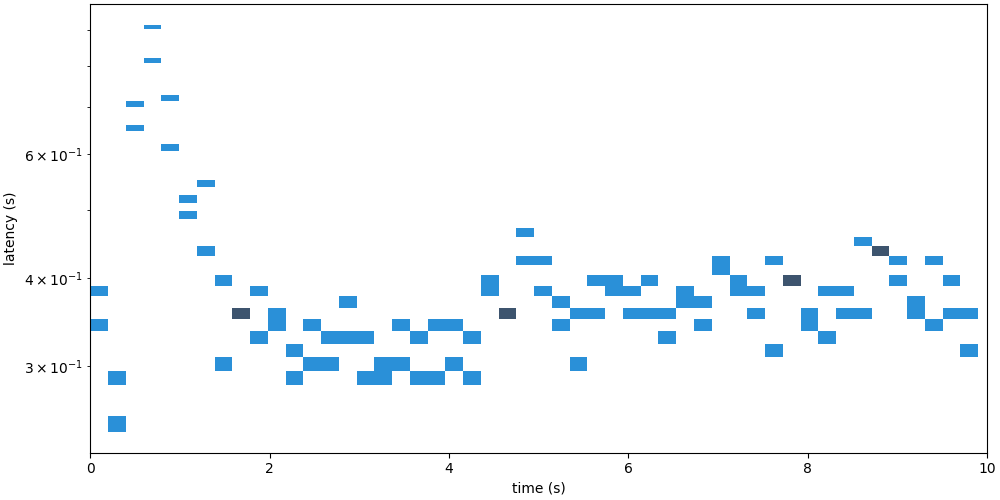 latency (s)
6 × 10⁻¹
4 × 10⁻¹
3 × 10⁻¹
0 2 4 6 8 10
time (s)